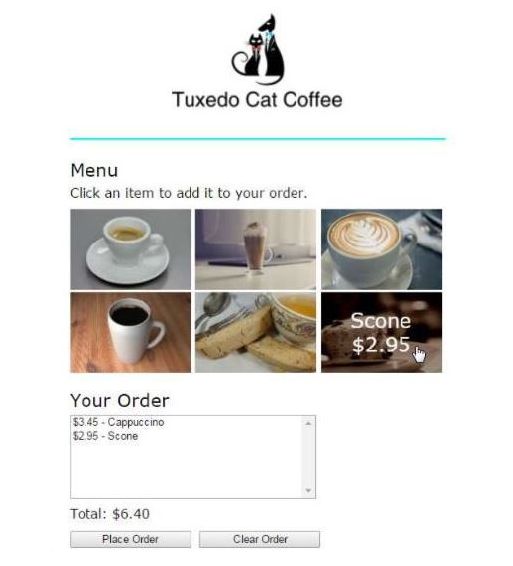 Tuxedo Cat Coffee
Menu
Click an item to add it to your order.
Scone
$2.95
Your Order
$3.45 - Cappuccino
$2.95 - Scone
Total: $6.40
Place Order
Clear Order